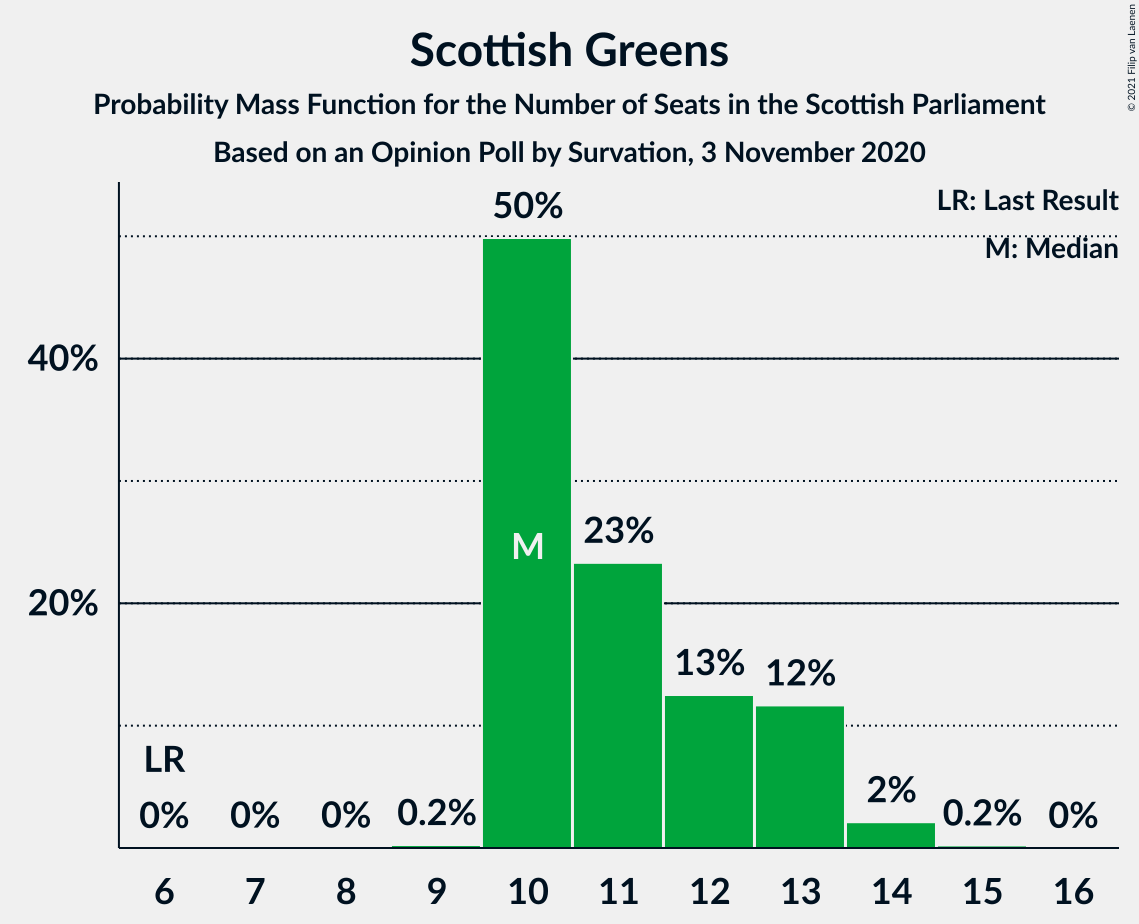 Scottish Greens
Probability Mass Function for the Number of Seats in the Scottish Parliament
Based on an Opinion Poll by Survation, 3 November 2020
© 2021 Filip van Laenen
LR: Last Result
M: Median
50%
40%
M
23%
20%
13%
12%
LR
0%
0%
0%
0.2%
2%
0.2%
0%
6 7 8 9 10 11 12 13 14 15 16